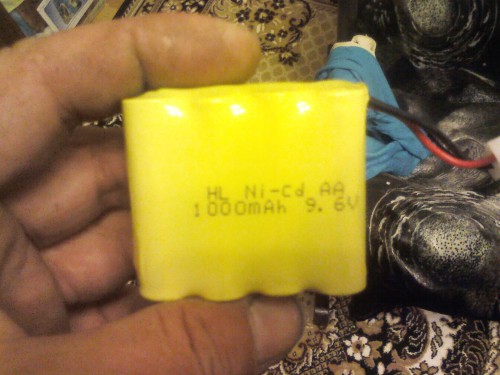 HL Ni-Cd AA
1000mAh 9.6V